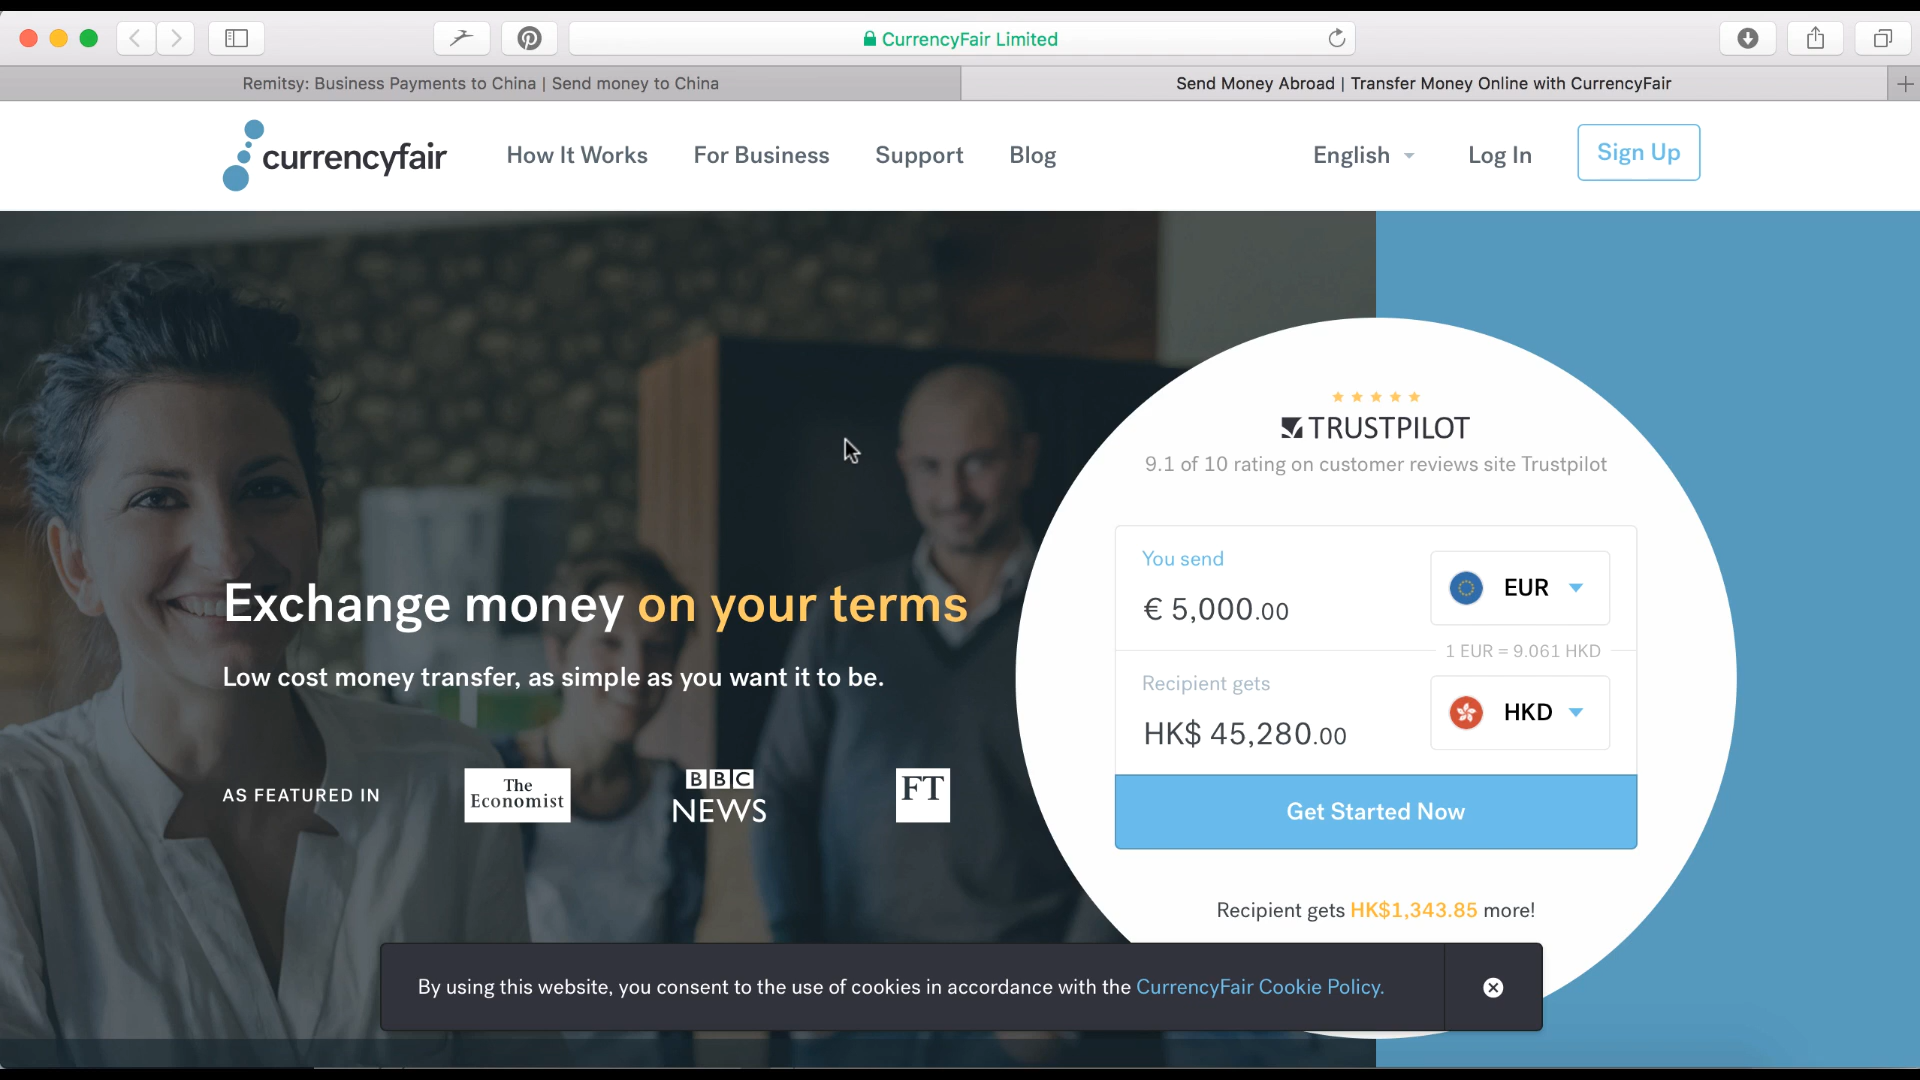 CurrencyFair Limited
Remitsy: Business Payments to China | Send money to China
Send Money Abroad | Transfer Money Online with CurrencyFair
currencyfair
How It Works
For Business
Support
Blog
English
Log In
Sign Up
Exchange money on your terms
Low cost money transfer, as simple as you want it to be.
AS FEATURED IN
The
Economist
BBC
NEWS
FT
TRUSTPILOT
9.1 of 10 rating on customer reviews site Trustpilot
You send
€ 5,000.00
EUR
1 EUR = 9.061 HKD
Recipient gets
HK$ 45,280.00
HKD
Get Started Now
Recipient gets HK$1,343.85 more!
By using this website, you consent to the use of cookies in accordance with the CurrencyFair Cookie Policy.